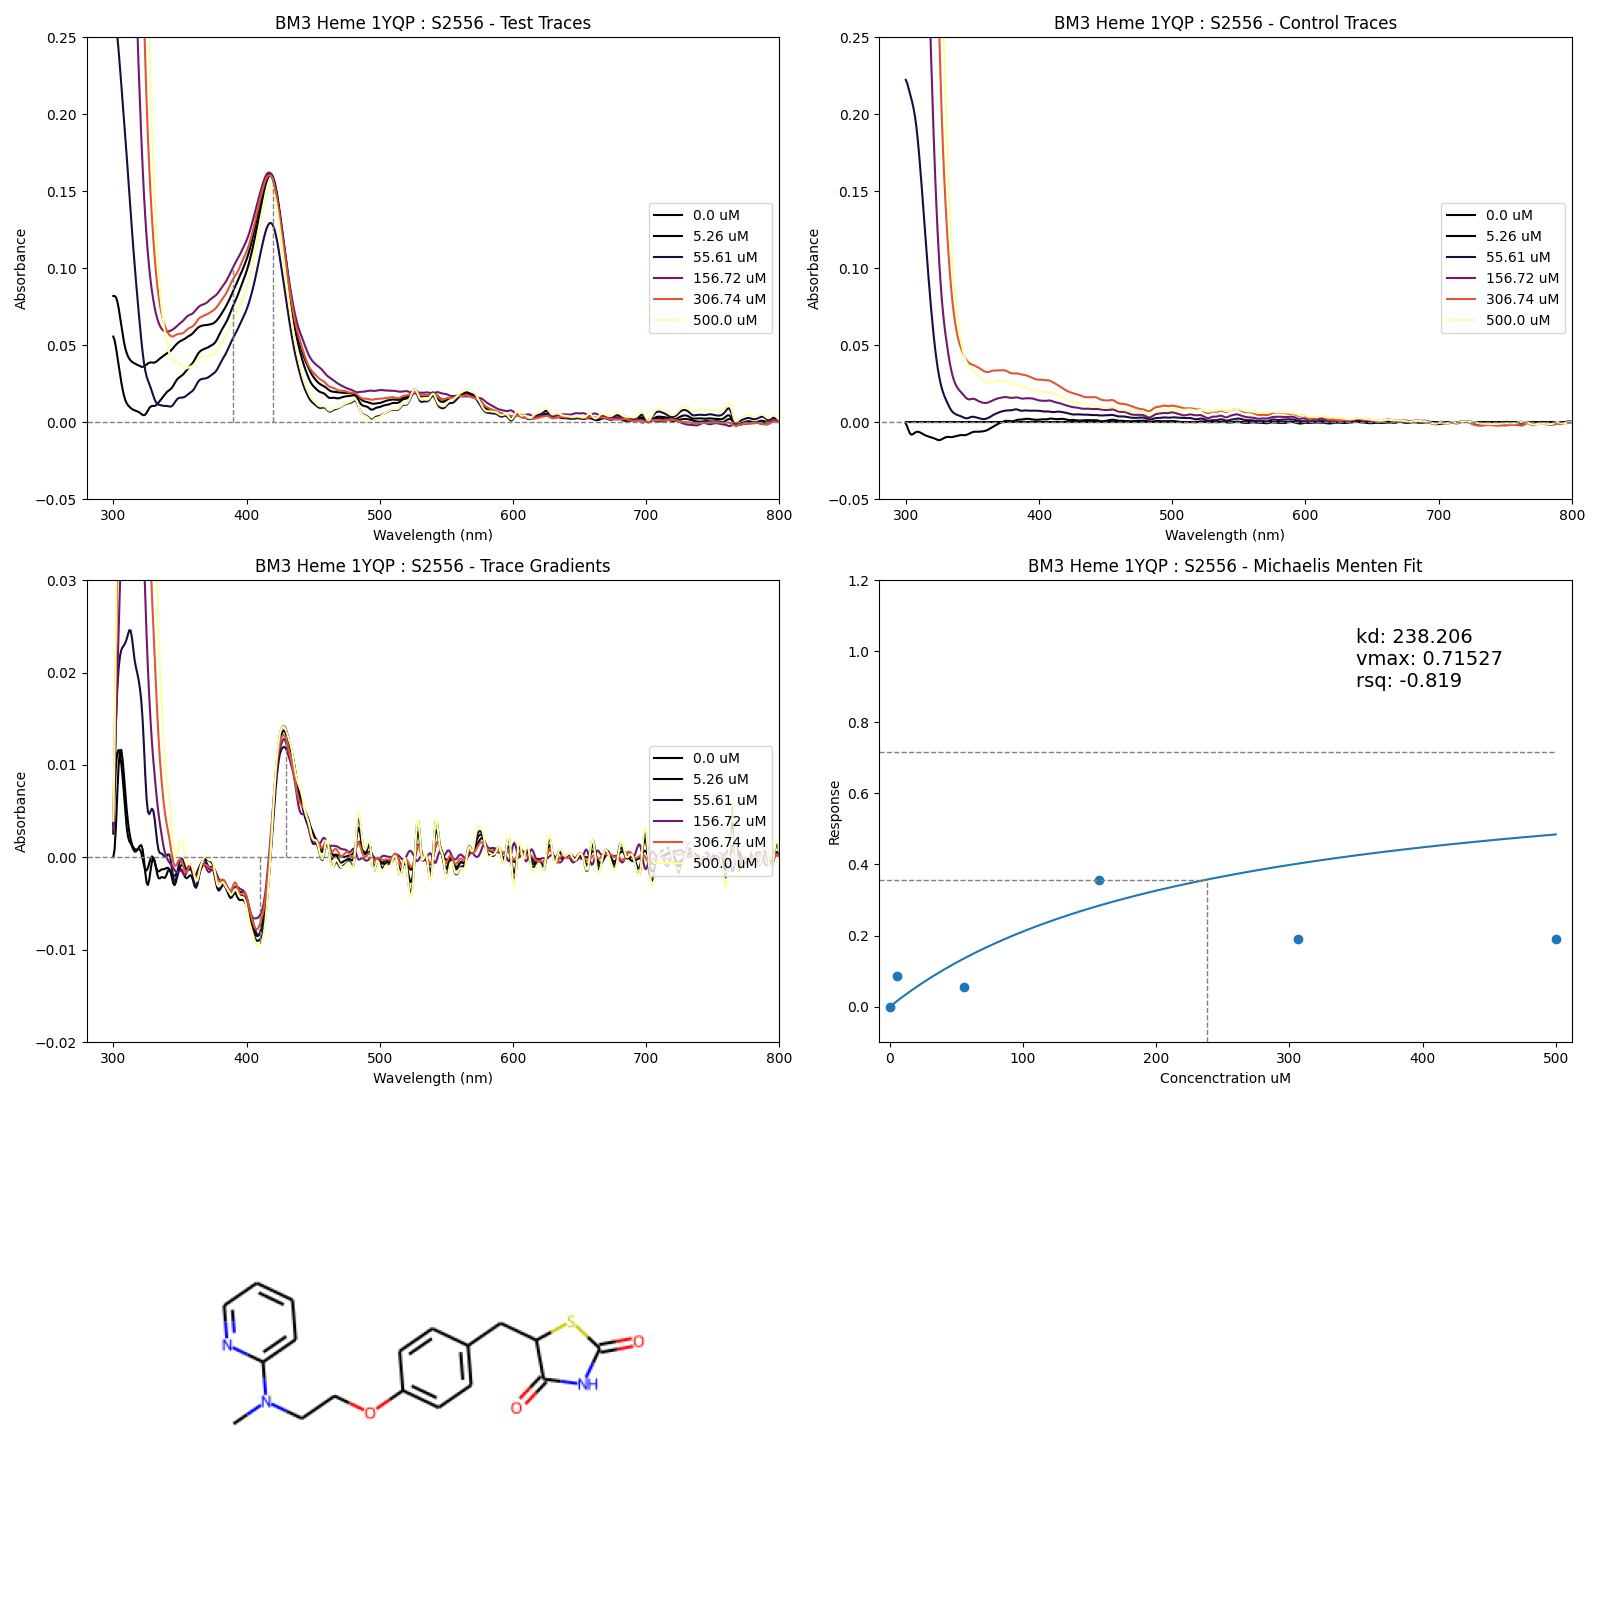 BM3 Heme 1YQP : S2556 - Test Traces
Absorbance
0.25
0.20
0.15
0.10
0.05
0.00
−0.05
300 400 500 600 700 800
Wavelength (nm)
0.0 uM
5.26 uM
55.61 uM
156.72 uM
306.74 uM
500.0 uM
BM3 Heme 1YQP : S2556 - Control Traces
Absorbance
0.25
0.20
0.15
0.10
0.05
0.00
−0.05
300 400 500 600 700 800
Wavelength (nm)
0.0 uM
5.26 uM
55.61 uM
156.72 uM
306.74 uM
500.0 uM
BM3 Heme 1YQP : S2556 - Trace Gradients
Absorbance
0.03
0.02
0.01
0.00
−0.01
−0.02
300 400 500 600 700 800
Wavelength (nm)
0.0 uM
5.26 uM
55.61 uM
156.72 uM
306.74 uM
500.0 uM
BM3 Heme 1YQP : S2556 - Michaelis Menten Fit
Response
1.2
1.0
0.8
0.6
0.4
0.2
0.0
0 100 200 300 400 500
Concenctration uM
kd: 238.206
vmax: 0.71527
rsq: -0.819
S
O
N
NH
N
O
O